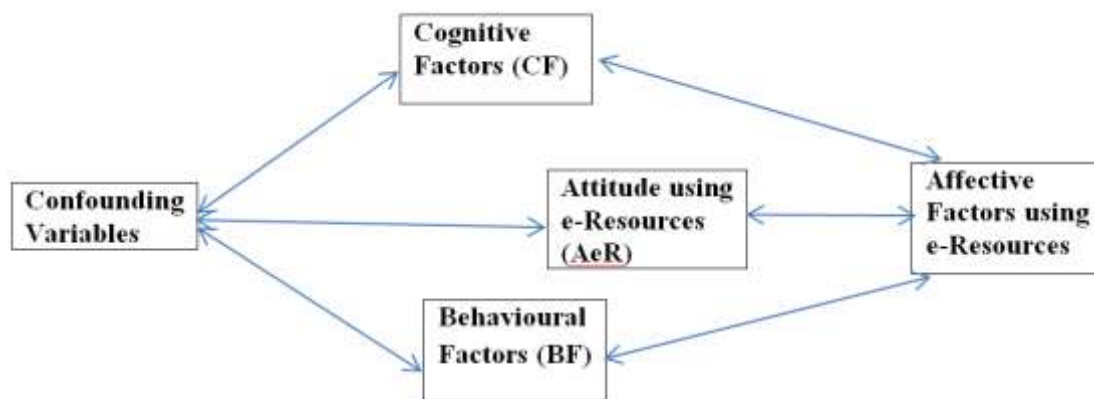 Cognitive
Factors (CF)
Confounding
Variables
Attitude using
e-Resources
(AeR)
Affective
Factors using
e-Resources
Behavioural
Factors (BF)